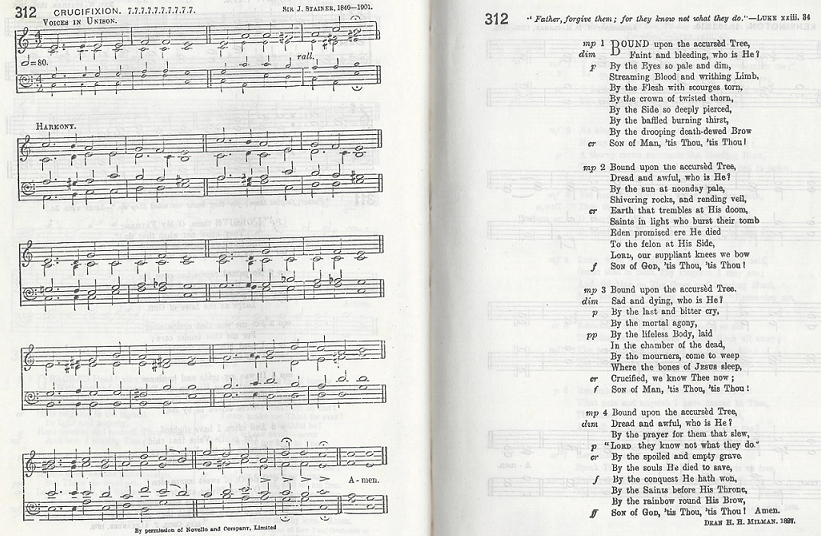 312 CRUCIFIXION. 7.7.7.7.7.7.7.7.7.7. SIR J. STAINER, 1840–1901.
VOICES IN UNISON.
=80.
rall.
HARMONY.
A - men.
By permission of Novello and Company, Limited
312 "Father, forgive them; for they know not what they do."—LUKE xxiii. 34
mp 1 BOUND upon the accursèd Tree,
dim Faint and bleeding, who is He?
p By the Eyes so pale and dim,
Streaming Blood and writhing Limb,
By the Flesh with scourges torn,
By the crown of twisted thorn,
By the Side so deeply pierced,
By the baffled burning thirst,
By the drooping death-dewed Brow
cr SON of Man, 'tis Thou, 'tis Thou!
mp 2 Bound upon the accursèd Tree,
Dread and awful, who is He?
By the sun at noonday pale,
Shivering rocks, and rending veil,
cr Earth that trembles at His doom,
Saints in light who burst their tomb
Eden promised ere He died
To the felon at His Side,
LORD, our suppliant knees we bow
f SON of GOD, 'tis Thou, 'tis Thou!
mp 3 Bound upon the accursèd Tree.
dim Sad and dying, who is He?
p By the last and bitter cry,
By the mortal agony,
pp By the lifeless Body, laid
In the chamber of the dead,
By the mourners, come to weep
Where the bones of JESUS sleep,
cr Crucified, we know Thee now;
f SON of Man, 'tis Thou, 'tis Thou!
mp 4 Bound upon the accursèd Tree,
dim Dread and awful, who is He?
By the prayer for them that slew,
p "LORD they know not what they do."
cr By the spoiled and empty grave.
By the souls He died to save,
f By the conquest He hath won,
By the Saints before His Throne,
By the rainbow round His Brow,
ff SON of GOD, 'tis Thou, 'tis Thou! Amen.
DEAN H. H. MILMAN. 1827.